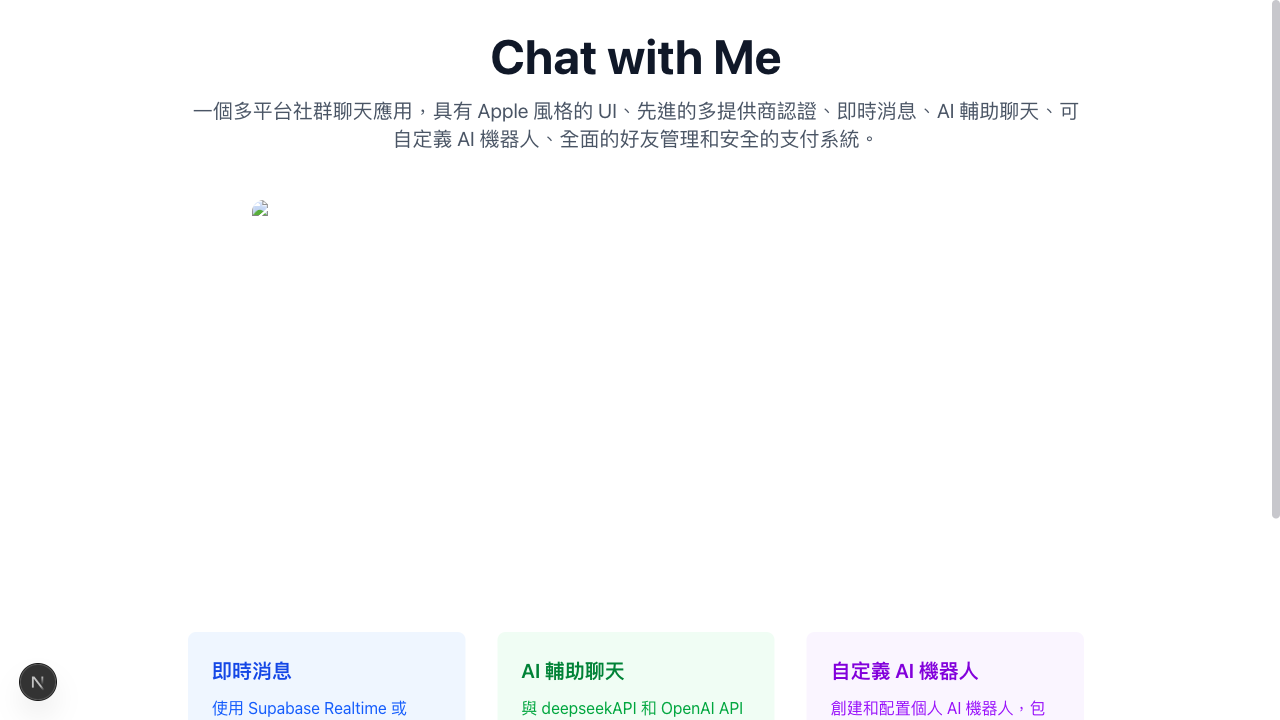 Chat with Me
一個多平台社群聊天應用，具有 Apple 風格的 UI、先進的多提供商認證、即時消息、AI 輔助聊天、可
自定義 AI 機器人、全面的好友管理和安全的支付系統。
即時消息
使用 Supabase Realtime 或
AI 輔助聊天
與 deepseekAPI 和 OpenAI API
自定義 AI 機器人
創建和配置個人 AI 機器人，包
N